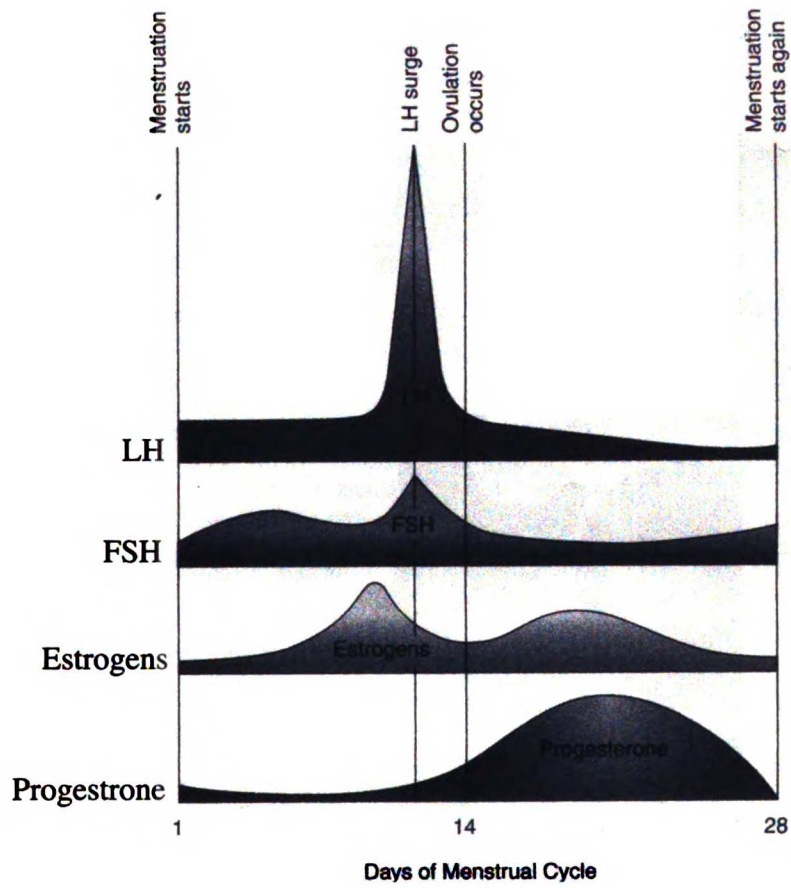 Menstruation
starts
LH surge
Ovulation
occurs
Menstruation
starts again
LH
LH
FSH
FSH
Estrogens
Estrogens
Progesterone
Progestrone
1
14
28
Days of Menstrual Cycle